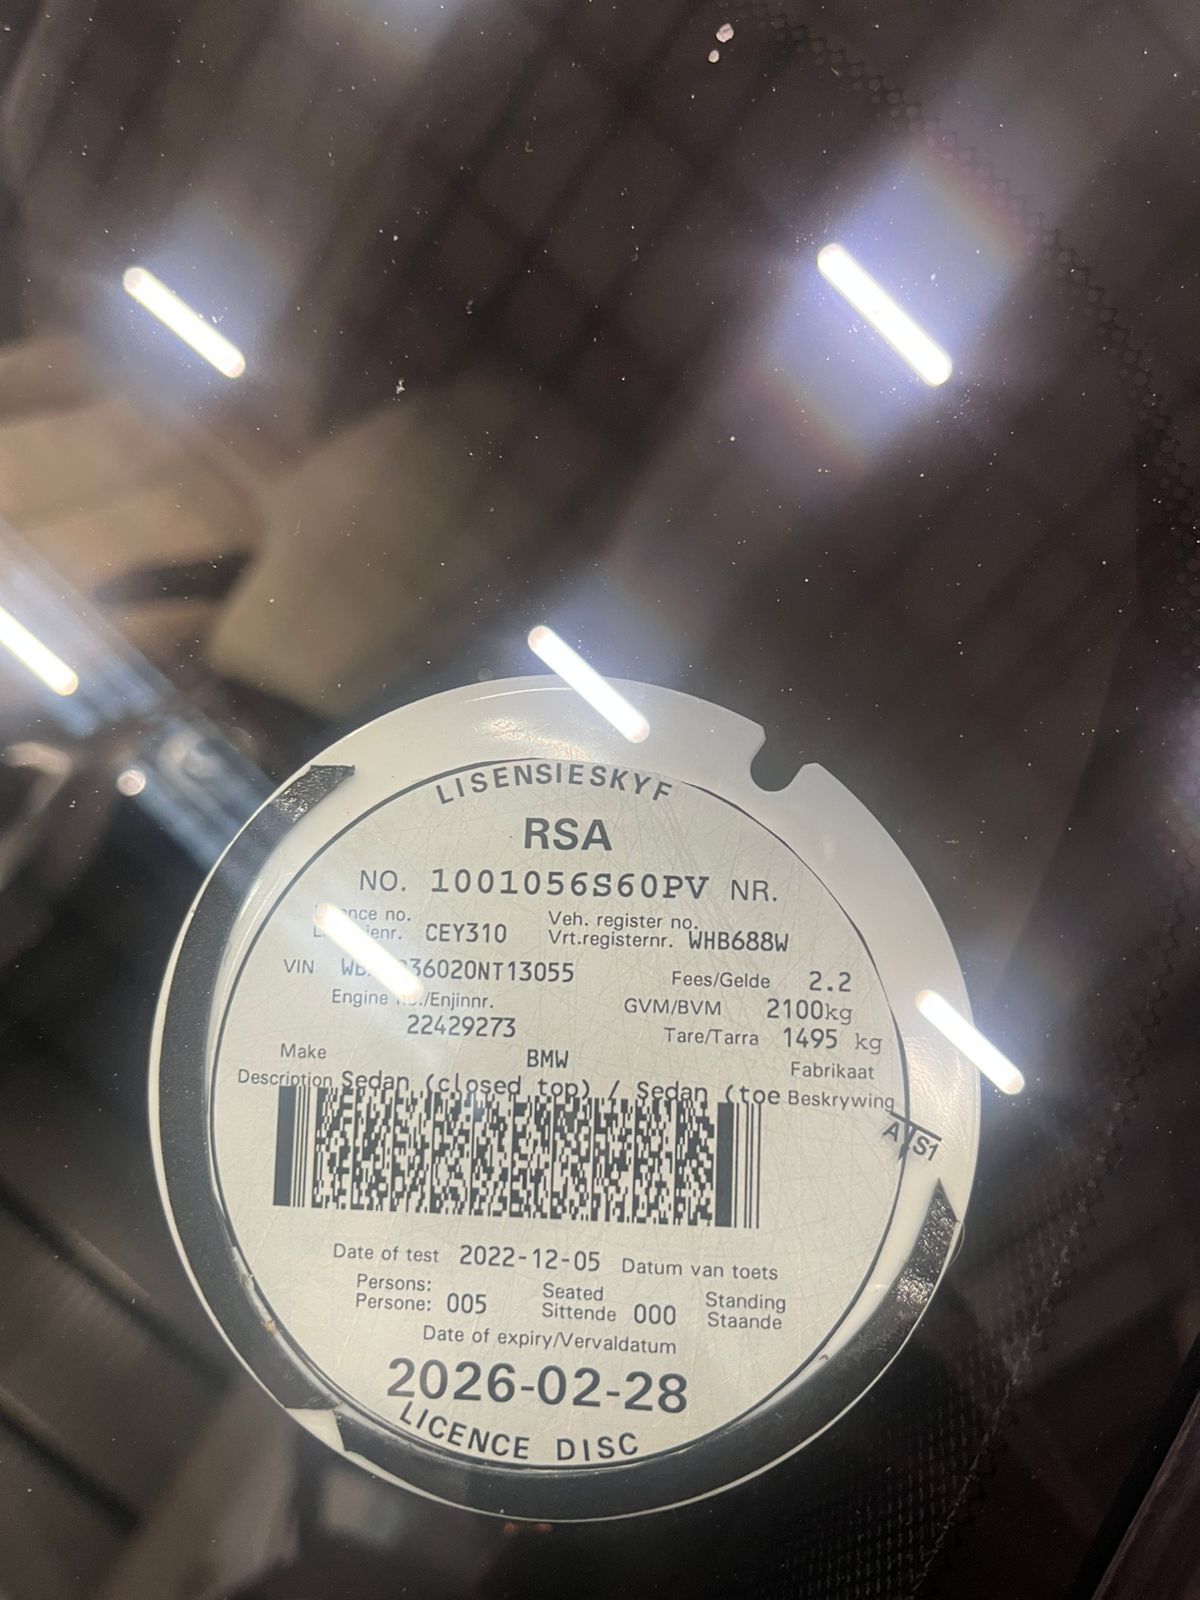 LISENSIESKYF
RSA
NO. 1001056S60PV NR.
no. Veh. register no.
CEY310 Vrt.registernr. WHB688W
VIN Fees/Gelde 2.2
Engine /Enjinnr. GVM/BVM 2100kg
22429273 Tare/Tarra 1495 kg
Make BMW Fabrikaat
Description Sedan (closed top) / Sedan (toe Beskrywing
A S1
Date of test 2022-12-05 Datum van toets
Persons: Seated Standing
Persone: 005 Sittende 000 Staande
Date of expiry/Vervaldatum
2026-02-28
LICENCE DISC